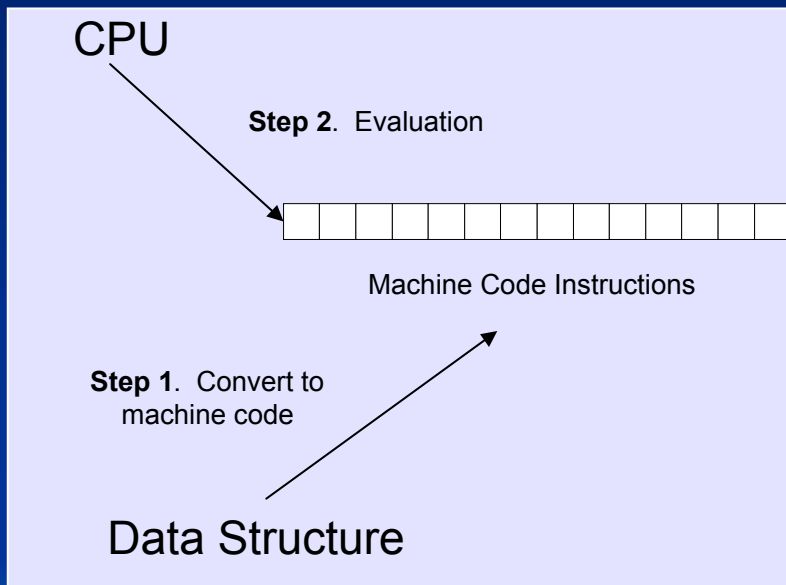 CPU
Step 2. Evaluation
Machine Code Instructions
Step 1. Convert to
machine code
Data Structure